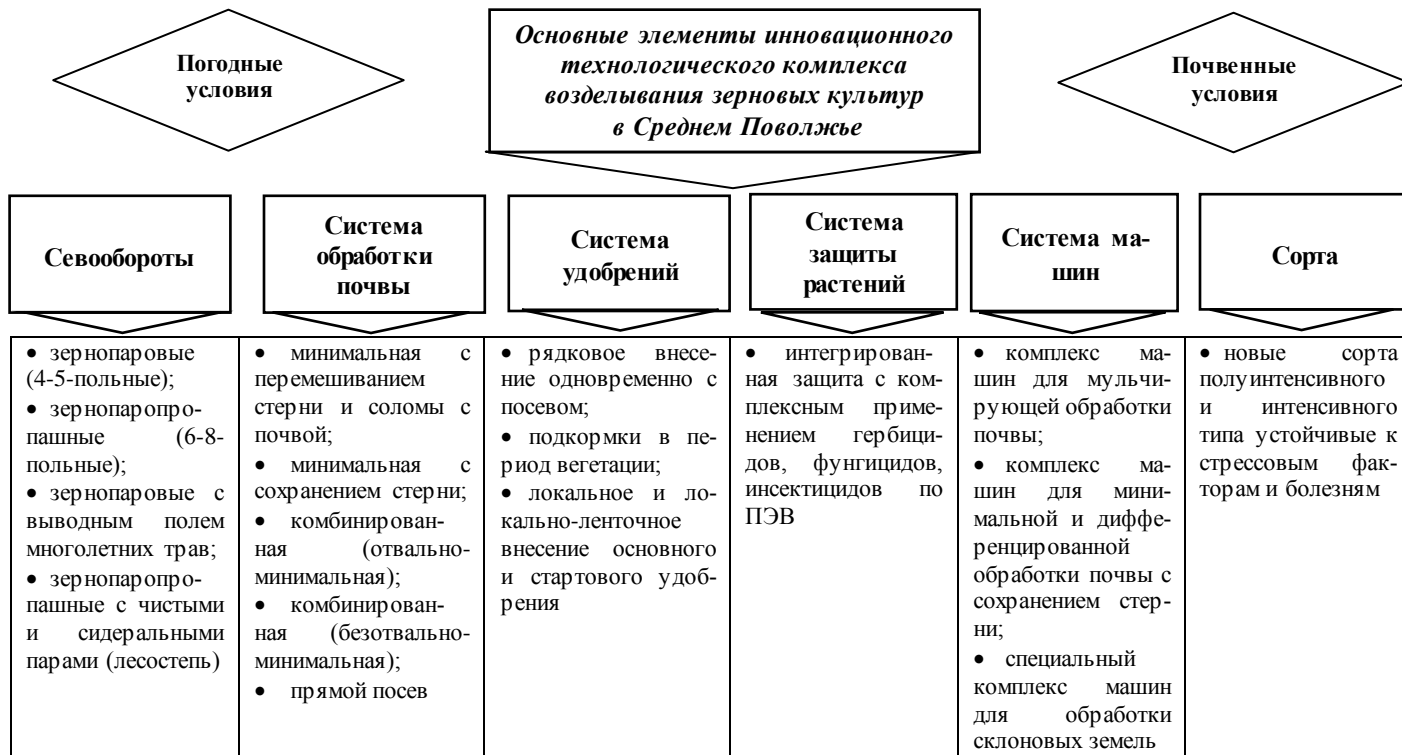 Погодные
условия
Основные элементы инновационного
технологического комплекса
возделывания зерновых культур
в Среднем Поволжье
Почвенные
условия
Севообороты
Система
обработки
почвы
Система
удобрений
Система
защиты
растений
Система ма-
шин
Сорта
• зернопаровые
(4-5-польные);
• зернопаропро-
пашные (6-8-
польные);
• зернопаровые с
выводным полем
многолетних трав;
• зернопаропро-
пашные с чистыми
и сидеральными
парами (лесостепь)
• минимальная с
перемешиванием
стерни и соломы с
почвой;
• минимальная с
сохранением стерни;
• комбинирован-
ная (отвально-
минимальная);
• комбинирован-
ная (безотвально-
минимальная);
• прямой посев
• рядковое внесе-
ние одновременно с
посевом;
• подкормки в пе-
риод вегетации;
• локальное и ло-
кально-ленточное
внесение основного
и стартового удоб-
рения
• интегрирован-
ная защита с ком-
плексным приме-
нением гербици-
дов, фунгицидов,
инсектицидов по
ПЭВ
• комплекс ма-
шин для мульчи-
рующей обработки
почвы;
• комплекс ма-
шин для мини-
мальной и диффе-
ренцированной
обработки почвы с
сохранением стер-
ни;
• специальный
комплекс машин
для обработки
склоновых земель
• новые сорта
полуинтенсивного
и интенсивного
типа устойчивые к
стрессовым фак-
торам и болезням